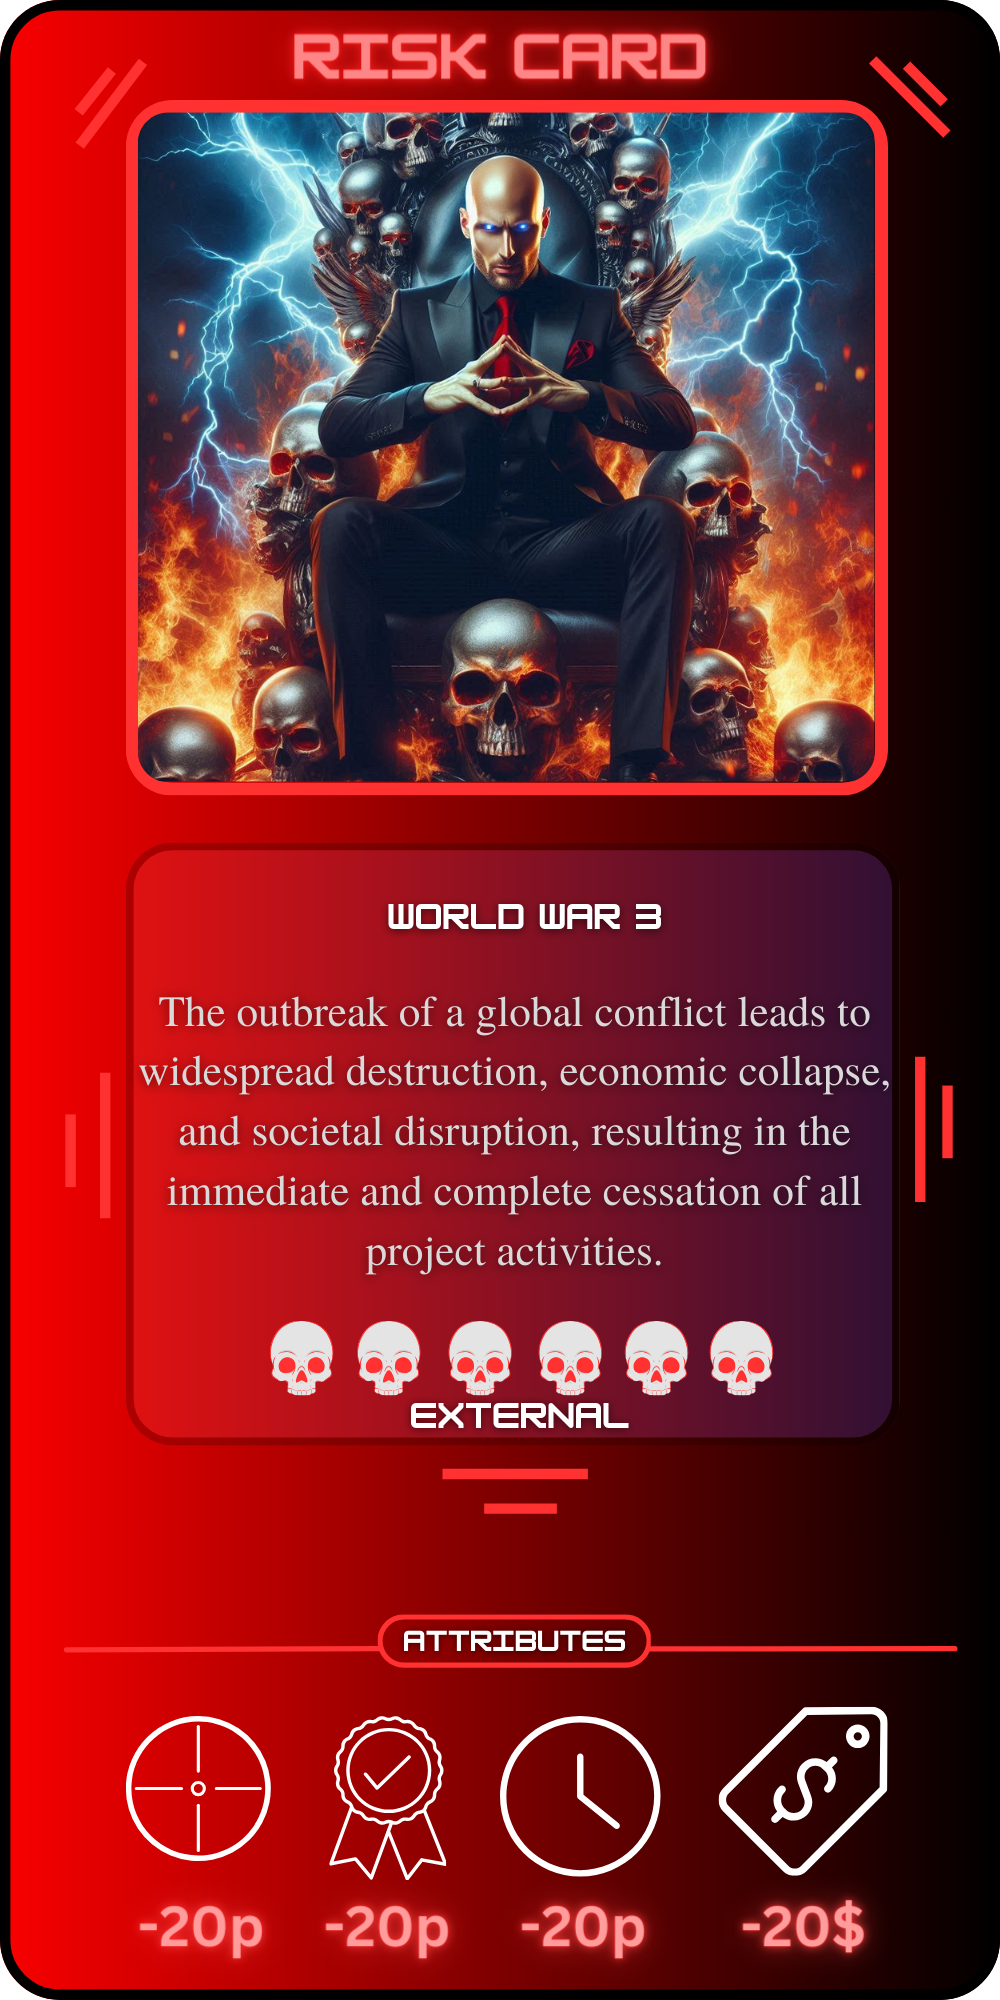 RISK CARD
WORLD WAR 3
The outbreak of a global conflict leads to
widespread destruction, economic collapse,
and societal disruption, resulting in the
immediate and complete cessation of all
project activities.
EXTERNAL
ATTRIBUTES
-20p -20p -20p -20$